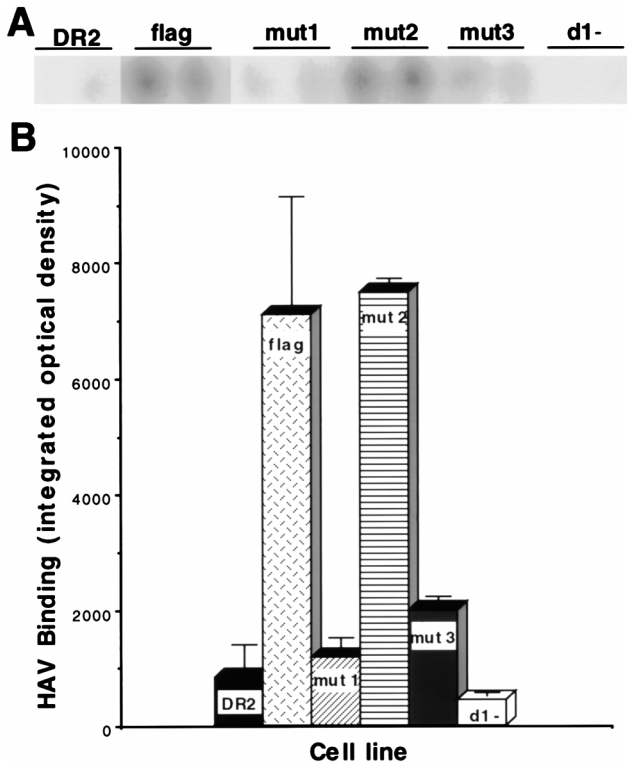 A
DR2 flag mut1 mut2 mut3 d1-
B
HAV Binding (integrated optical density)
10000
8000
6000
4000
2000
0
flag
mut 2
mut 3
mut 1
DR2
d1-
Cell line